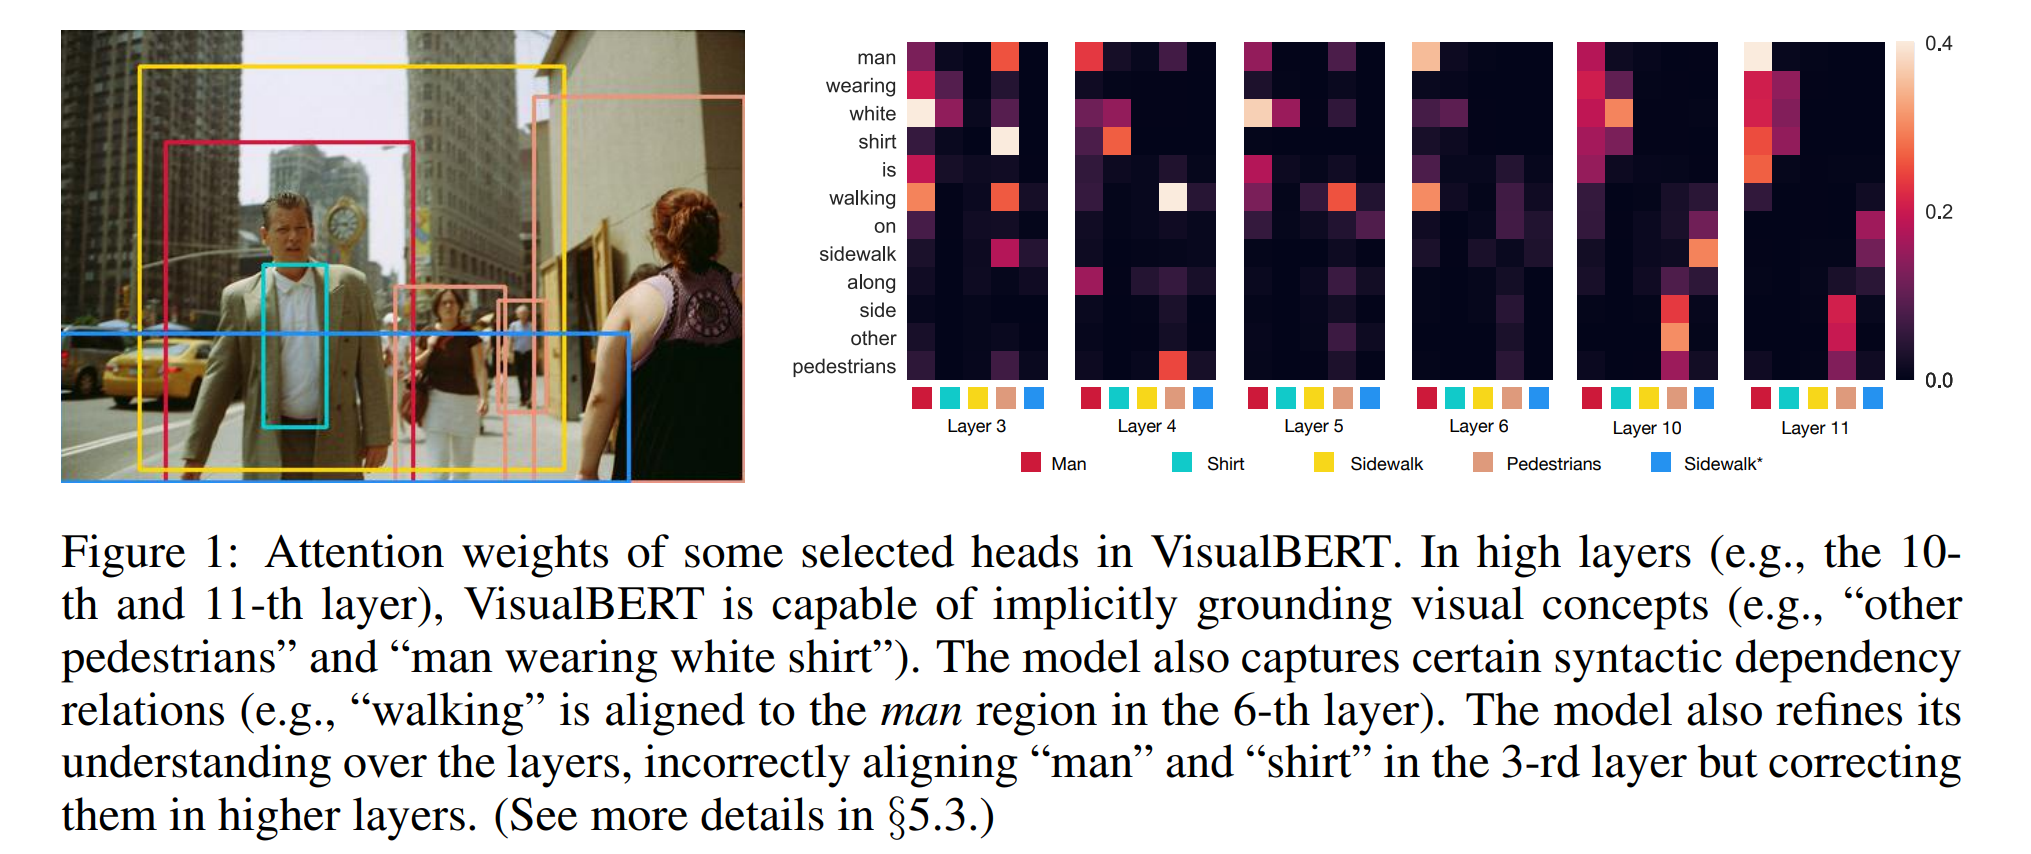 man
wearing
white
shirt
is
walking
on
sidewalk
along
side
other
pedestrians
0.4
0.2
0.0
Layer 3
Layer 4
Layer 5
Layer 6
Layer 10
Layer 11
Man
Shirt
Sidewalk
Pedestrians
Sidewalk*
Figure 1: Attention weights of some selected heads in VisualBERT. In high layers (e.g., the 10-
th and 11-th layer), VisualBERT is capable of implicitly grounding visual concepts (e.g., “other
pedestrians” and “man wearing white shirt”). The model also captures certain syntactic dependency
relations (e.g., “walking” is aligned to the man region in the 6-th layer). The model also refines its
understanding over the layers, incorrectly aligning “man” and “shirt” in the 3-rd layer but correcting
them in higher layers. (See more details in §5.3.)